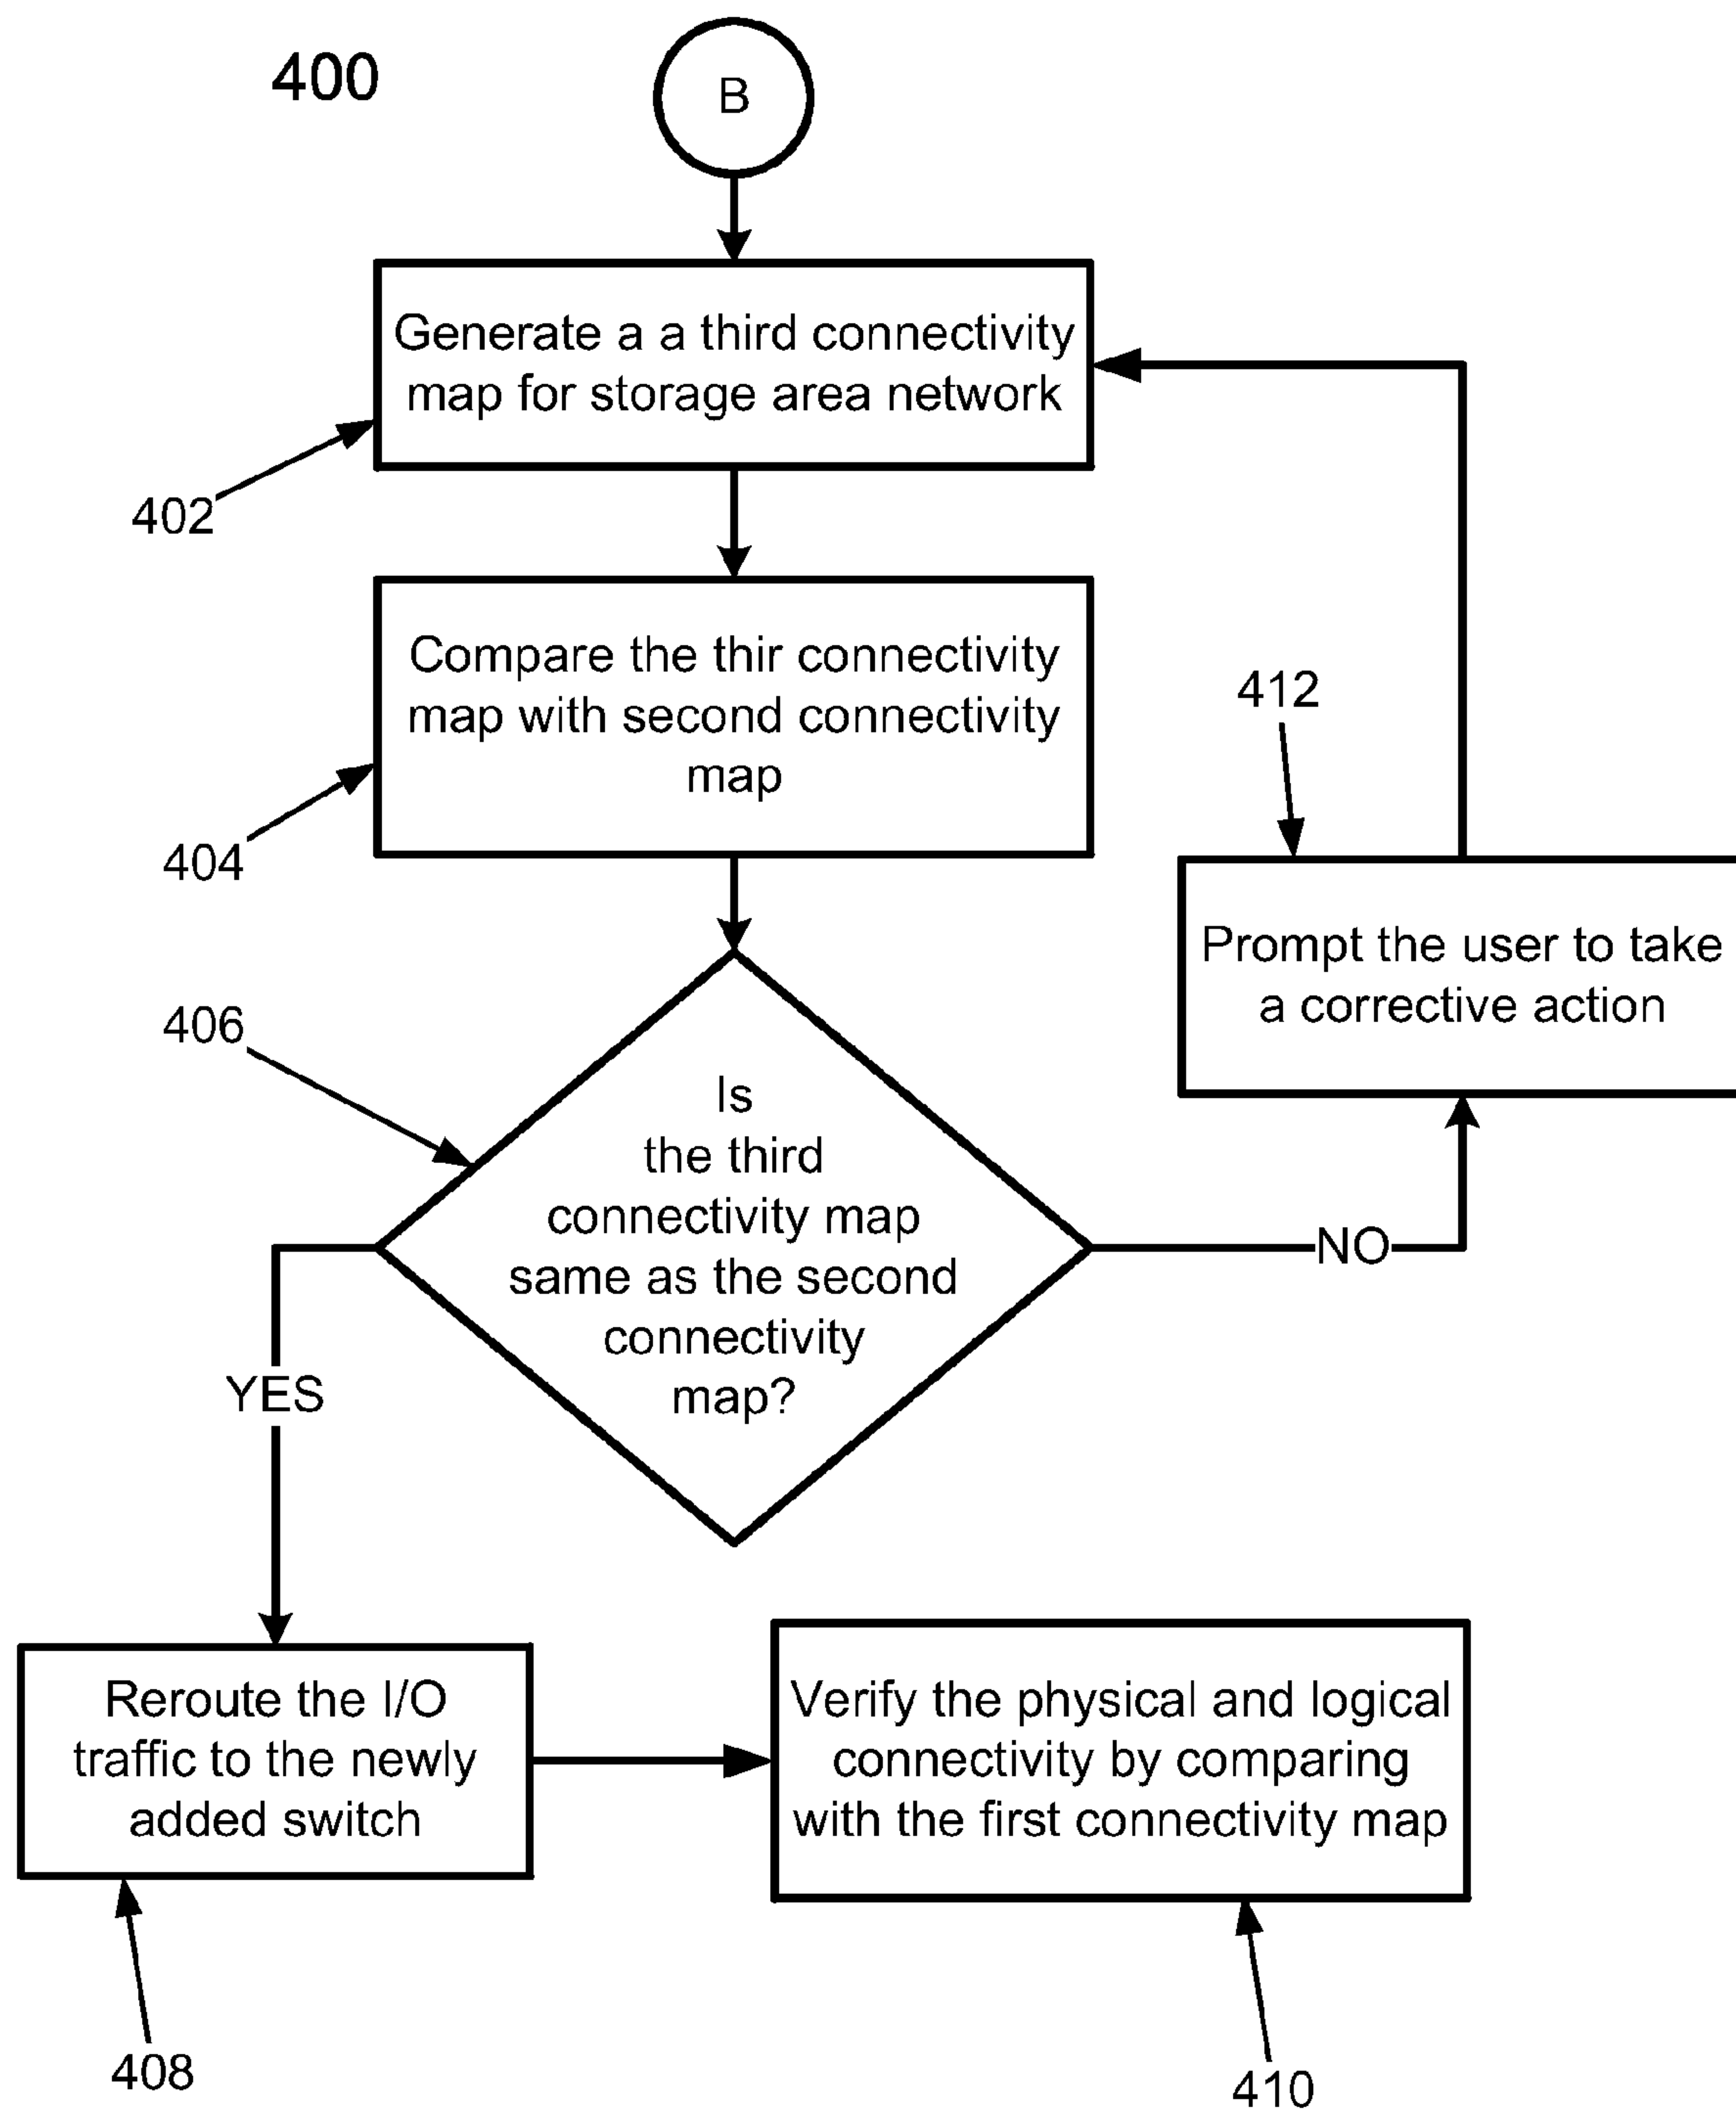 400
B
Generate a a third connectivity
map for storage area network
402
Compare the thir connectivity
map with second connectivity
map
404
412
Prompt the user to take
a corrective action
406
Is
the third
connectivity map
same as the second
connectivity
map?
NO
YES
Reroute the I/O
traffic to the newly
added switch
Verify the physical and logical
connectivity by comparing
with the first connectivity map
408
410